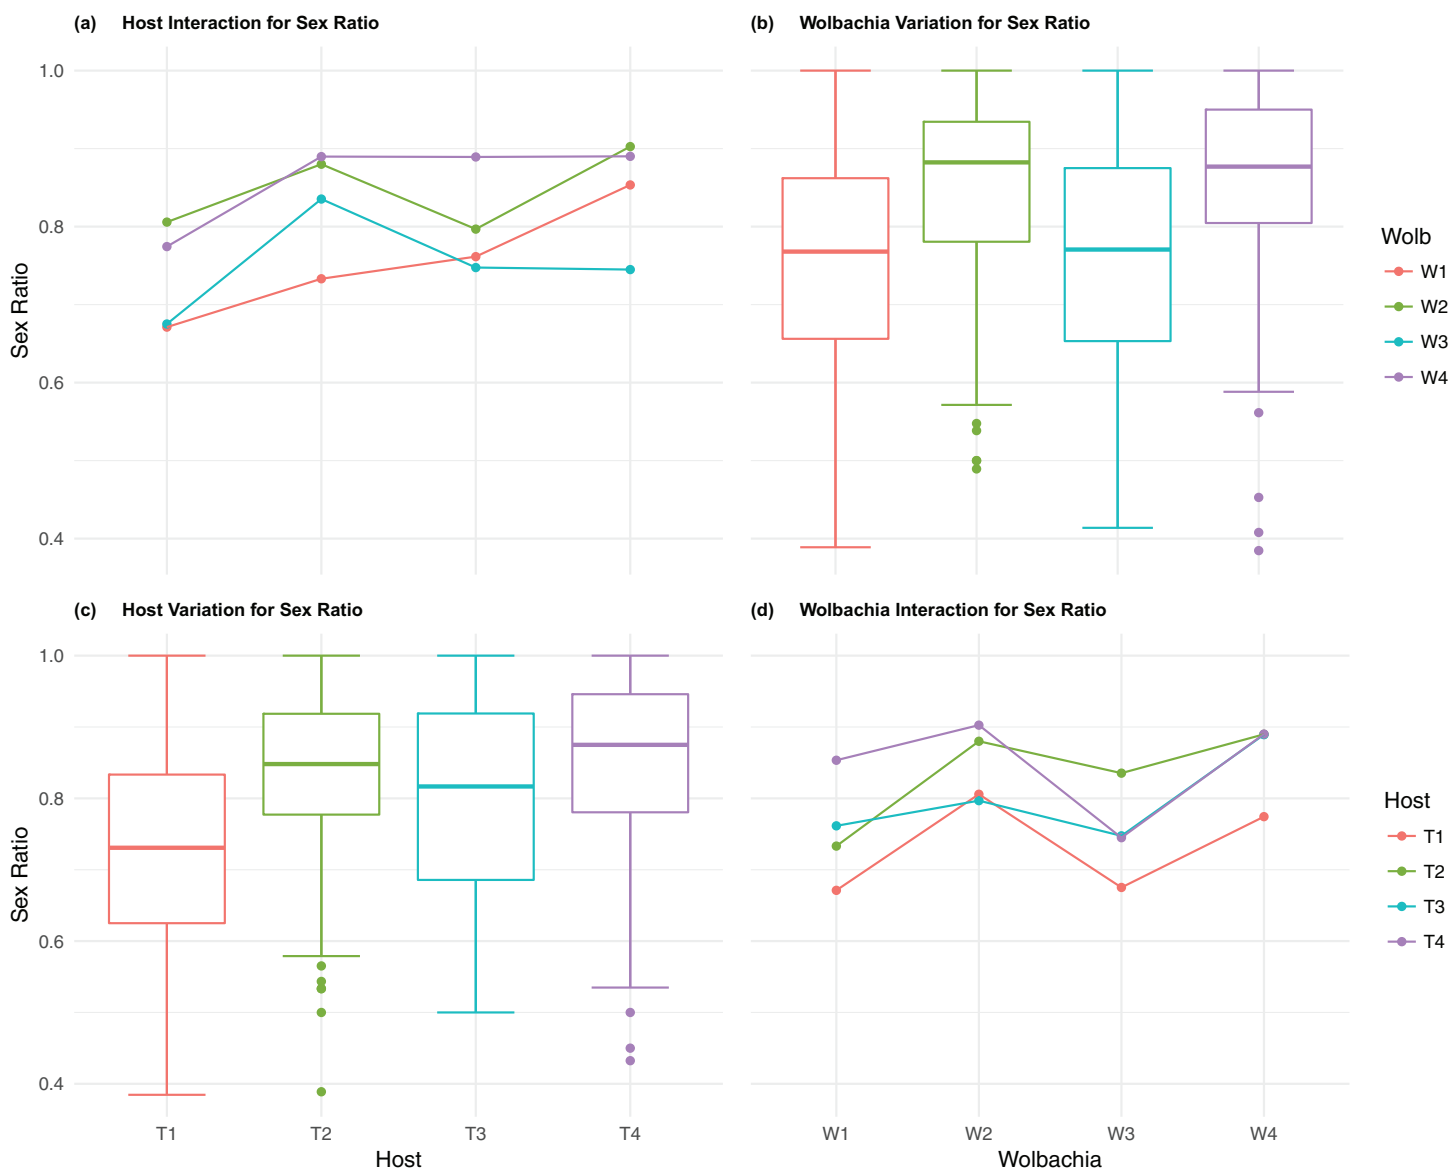 (a) Host Interaction for Sex Ratio
(b) Wolbachia Variation for Sex Ratio
1.0
0.8
0.6
0.4
Sex Ratio
Wolb
W1
W2
W3
W4
(c) Host Variation for Sex Ratio
(d) Wolbachia Interaction for Sex Ratio
1.0
0.8
0.6
0.4
Sex Ratio
T1 T2 T3 T4
Host
W1 W2 W3 W4
Wolbachia
Host
T1
T2
T3
T4